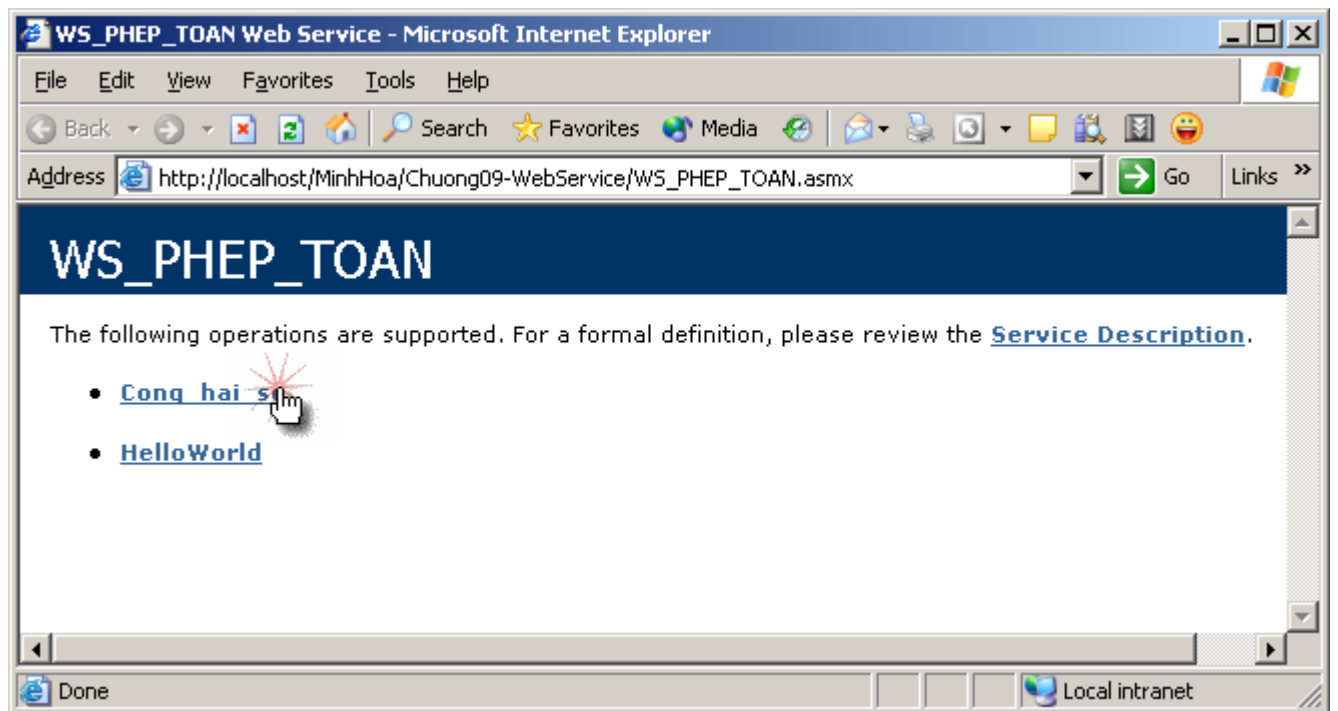 WS_PHEP_TOAN Web Service - Microsoft Internet Explorer
File Edit View Favorites Tools Help
Back Search Favorites Media
Address http://localhost/MinhHoa/Chuong09-WebService/WS_PHEP_TOAN.asmx Go Links »
WS_PHEP_TOAN
The following operations are supported. For a formal definition, please review the Service Description.
• Cong_hai
• HelloWorld
Done Local intranet